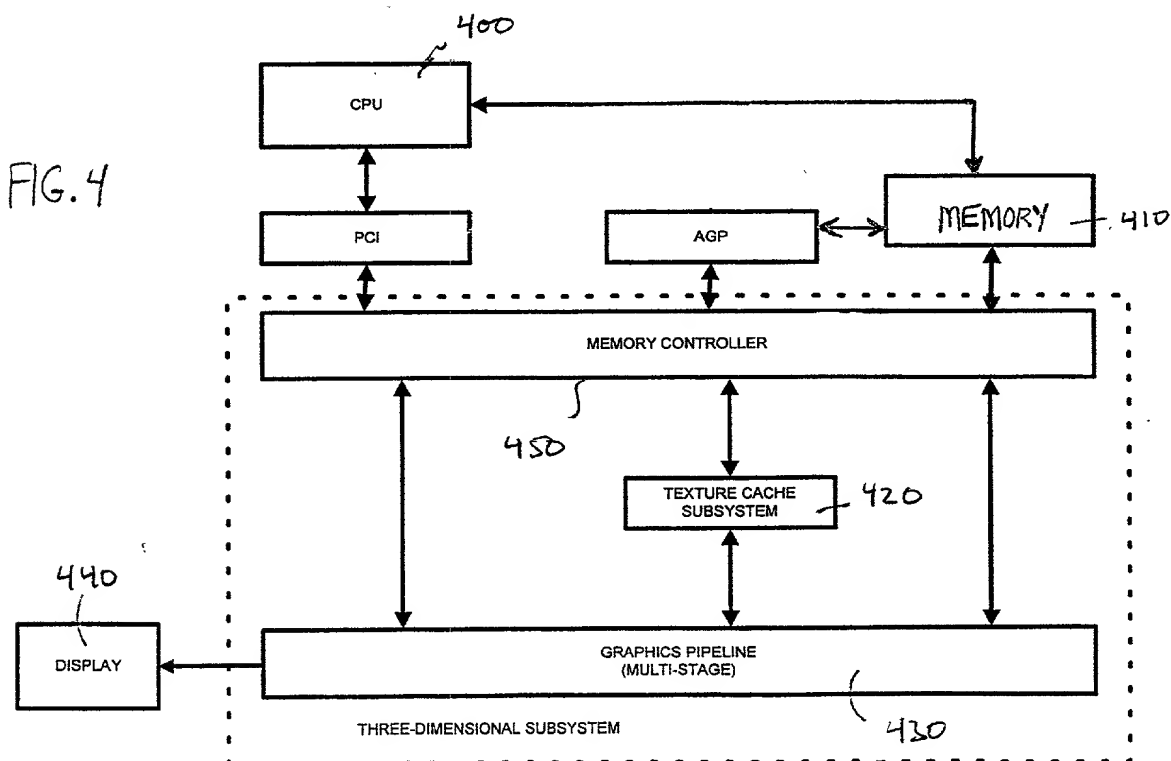 400
CPU
FIG. 4
PCI
AGP
MEMORY
410
MEMORY CONTROLLER
450
TEXTURE CACHE
SUBSYSTEM
420
440
DISPLAY
GRAPHICS PIPELINE
(MULTI-STAGE)
THREE-DIMENSIONAL SUBSYSTEM
430